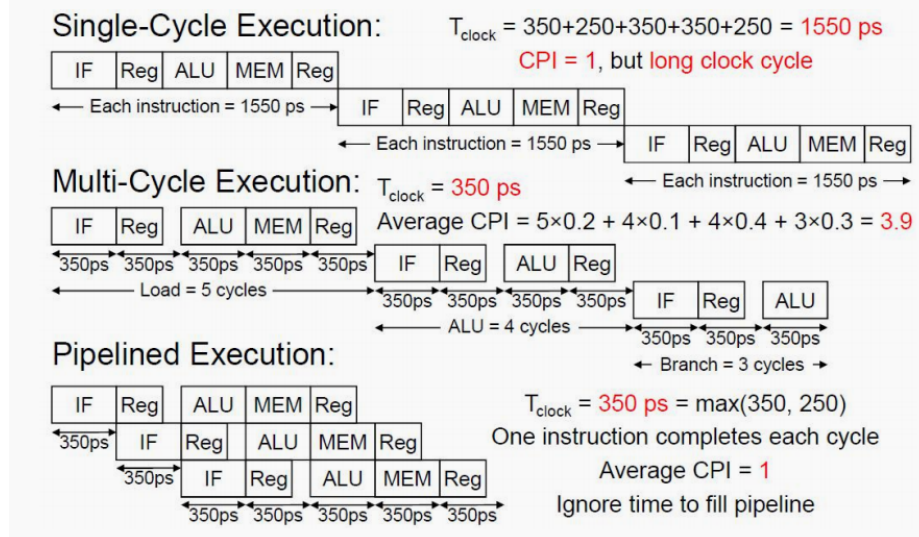 Single-Cycle Execution:
T_clock = 350+250+350+350+250 = 1550 ps
CPI = 1, but long clock cycle
IF Reg ALU MEM Reg
Each instruction = 1550 ps
IF Reg ALU MEM Reg
Each instruction = 1550 ps
IF Reg ALU MEM Reg
Each instruction = 1550 ps
Multi-Cycle Execution:
T_clock = 350 ps
Average CPI = 5×0.2 + 4×0.1 + 4×0.4 + 3×0.3 = 3.9
IF Reg ALU MEM Reg
350ps 350ps 350ps 350ps 350ps
Load = 5 cycles
IF Reg ALU Reg
350ps 350ps 350ps 350ps
ALU = 4 cycles
IF Reg ALU
350ps 350ps 350ps
Branch = 3 cycles
Pipelined Execution:
IF Reg ALU MEM Reg
350ps
IF Reg ALU MEM Reg
350ps
IF Reg ALU MEM Reg
350ps 350ps 350ps 350ps 350ps
T_clock = 350 ps = max(350, 250)
One instruction completes each cycle
Average CPI = 1
Ignore time to fill pipeline